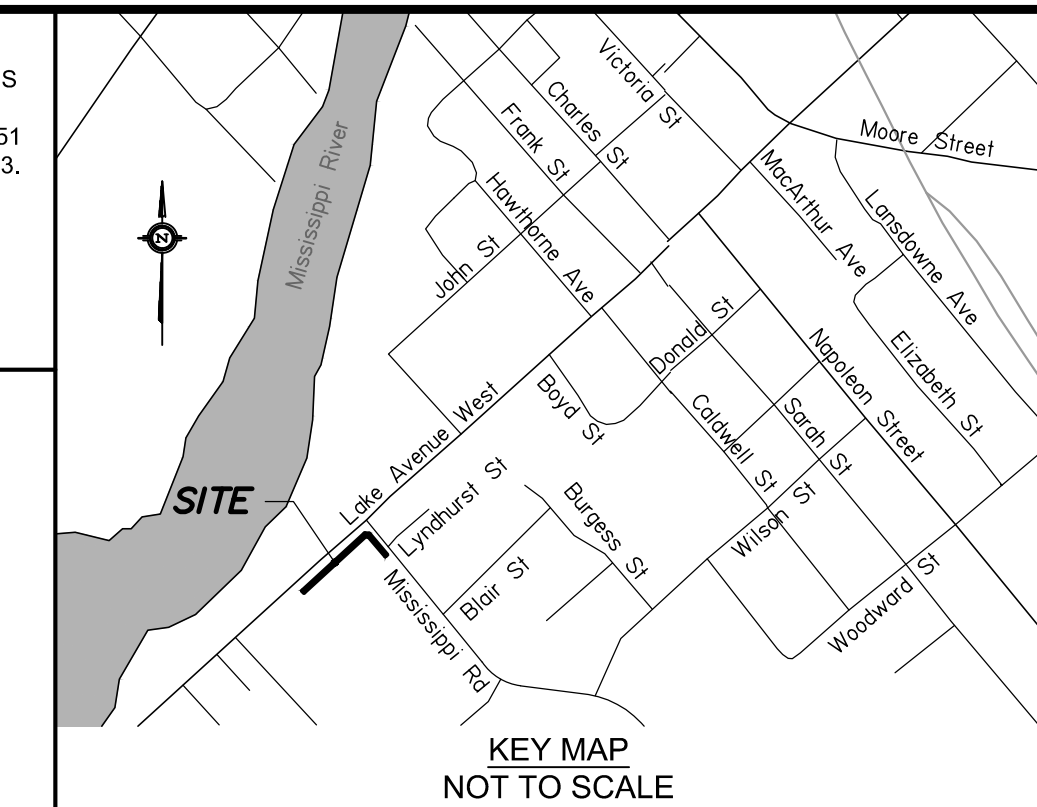 S
51
3.
Mississippi River
N
Victoria St
Charles St
Frank St
Moore Street
MacArthur Ave
Lansdowne Ave
Hawthorne Ave
John St
Donald St
Napoleon Street
Elizabeth St
Boyd St
Lake Avenue West
Caldwell St
Sarah St
SITE
Lyndhurst St
Burgess St
Wilson St
Blair St
Mississippi Rd
Woodward St
KEY MAP
NOT TO SCALE